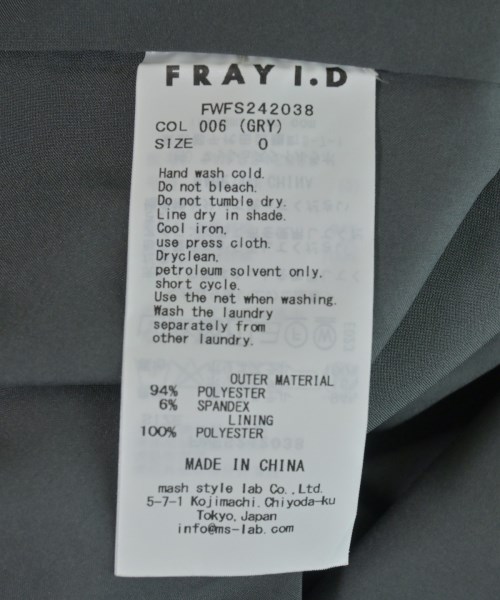 FRAY I.D
FWFS242038
COL 006 (GRY)
SIZE 0
Hand wash cold.
Do not bleach.
Do not tumble dry.
Line dry in shade.
Cool iron,
use press cloth.
Dryclean,
petroleum solvent only,
short cycle.
Use the net when washing.
Wash the laundry
separately from
other laundry.
OUTER MATERIAL
94% POLYESTER
6% SPANDEX
LINING
100% POLYESTER
MADE IN CHINA
mash style lab Co.,Ltd.
5-7-1 Kojimachi, Chiyoda-ku
Tokyo, Japan
info@ms-lab.com